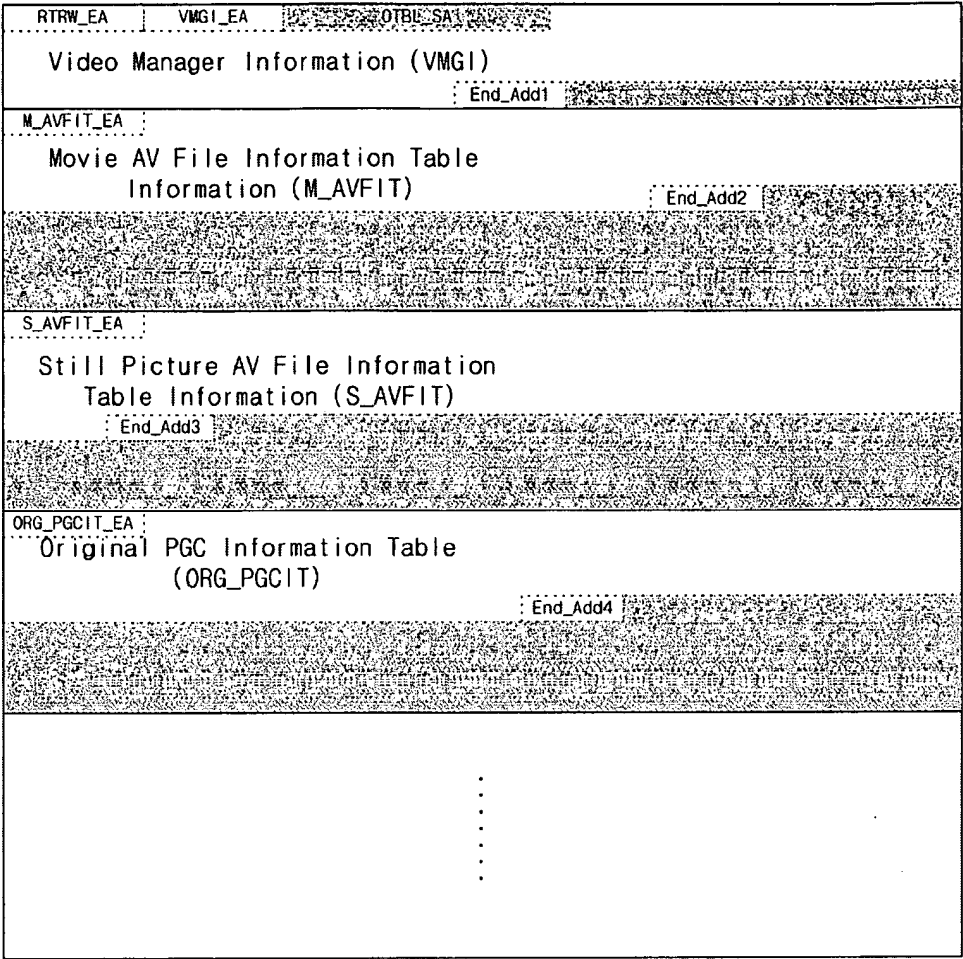 RTRW_EA VMGI_EA OTBL_SA
Video Manager Information (VMGI)
End_Add1
M_AVFIT_EA
Movie AV File Information Table
Information (M_AVFIT)
End_Add2
S_AVFIT_EA
Still Picture AV File Information
Table Information (S_AVFIT)
End_Add3
ORG_PGCIT_EA
Original PGC Information Table
(ORG_PGCIT)
End_Add4